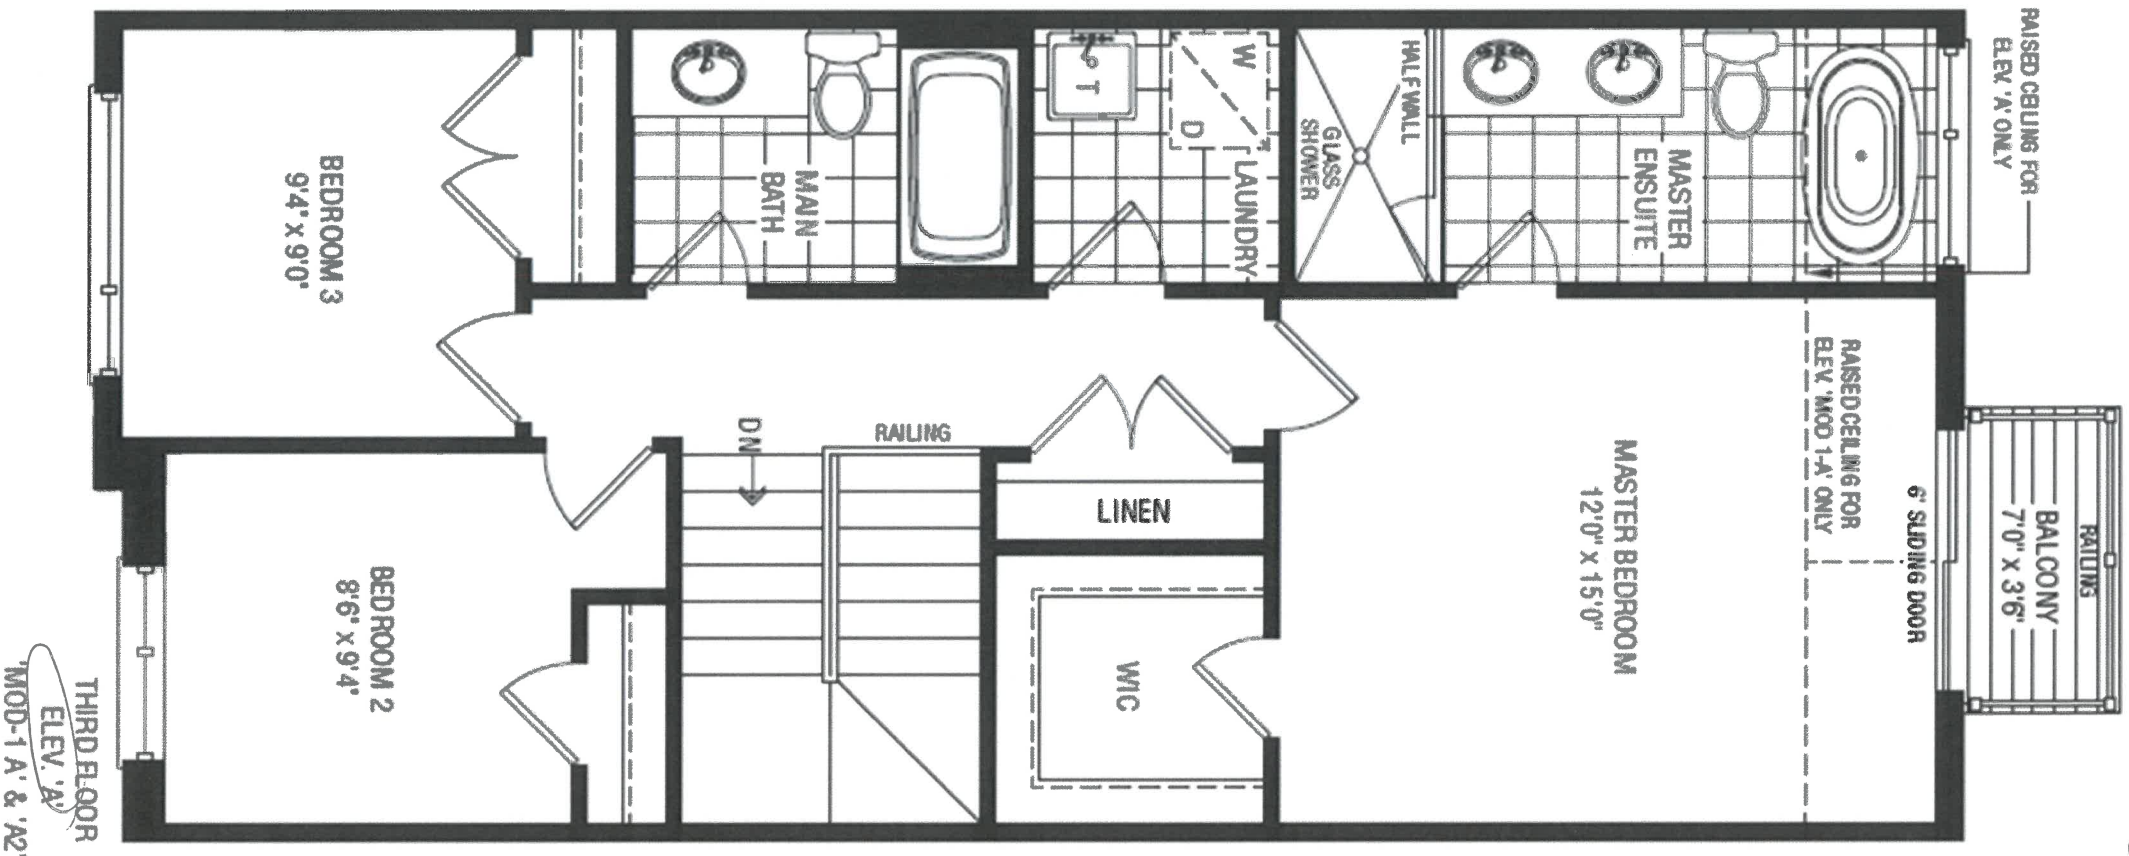 RAISED CEILING FOR
ELEV. 'A' ONLY
HALF WALL
GLASS
SHOWER
MASTER
ENSUITE
W
D
T
LAUNDRY
MAIN
BATH
BEDROOM 3
9'4" x 9'0"
RAISED CEILING FOR
ELEV. 'MOD 1-A' ONLY
6' SLIDING DOOR
RAILING
BALCONY
7'0" x 3'6"
MASTER BEDROOM
12'0" x 15'0"
RAILING
DN
LINEN
WIC
BEDROOM 2
8'6" x 9'4"
THIRD FLOOR
ELEV. 'A'
'MOD-1 A' & 'A2'